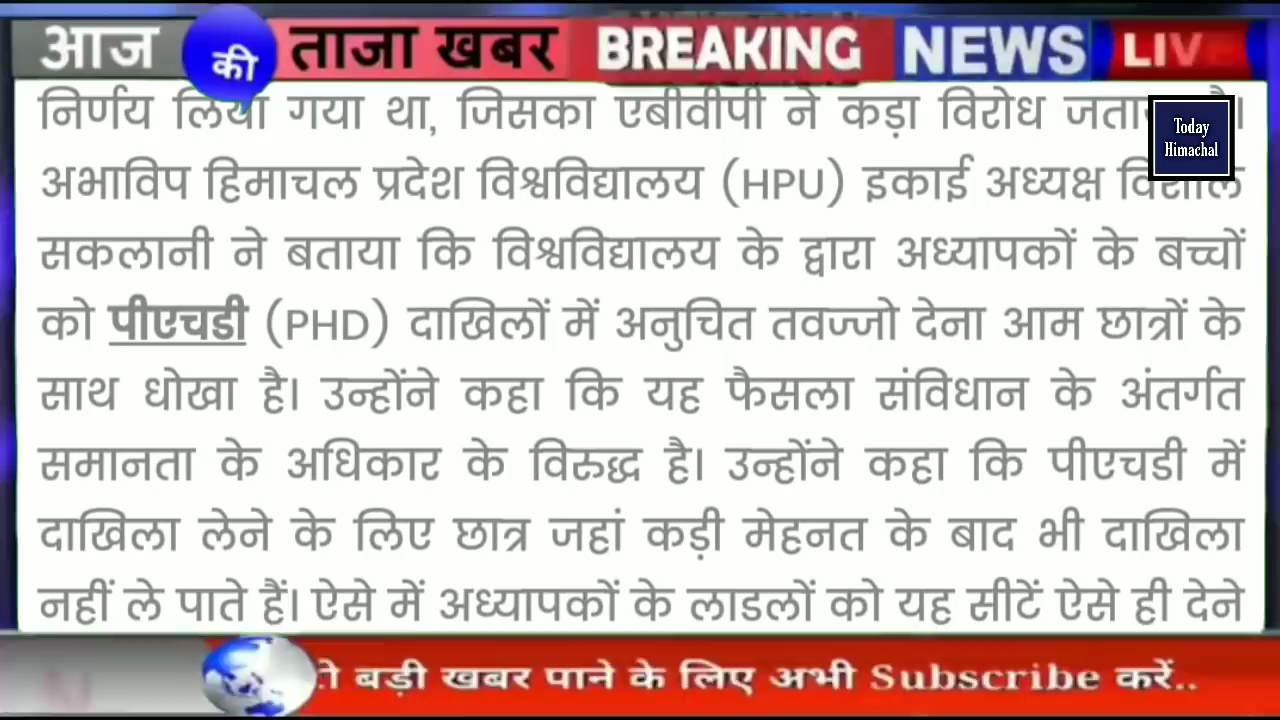 आज की ताजा खबर BREAKING NEWS LIV
निर्णय लिया गया था, जिसका एबीवीपी ने कड़ा विरोध है।
Today
Himachal
अभाविप हिमाचल प्रदेश विश्वविद्यालय (HPU) इकाई अध्यक्ष विशाल
सकलानी ने बताया कि विश्वविद्यालय के द्वारा अध्यापकों के बच्चों
को पीएचडी (PHD) दाखिलों में अनुचित तवज्जो देना आम छात्रों के
साथ धोखा है। उन्होंने कहा कि यह फैसला संविधान के अंतर्गत
समानता के अधिकार के विरुद्ध है। उन्होंने कहा कि पीएचडी में
दाखिला लेने के लिए छात्र जहां कड़ी मेहनत के बाद भी दाखिला
नहीं ले पाते हैं। ऐसे में अध्यापकों के लाडलों को यह सीटें ऐसे ही देने
बड़ी खबर पाने के लिए अभी Subscribe करें..